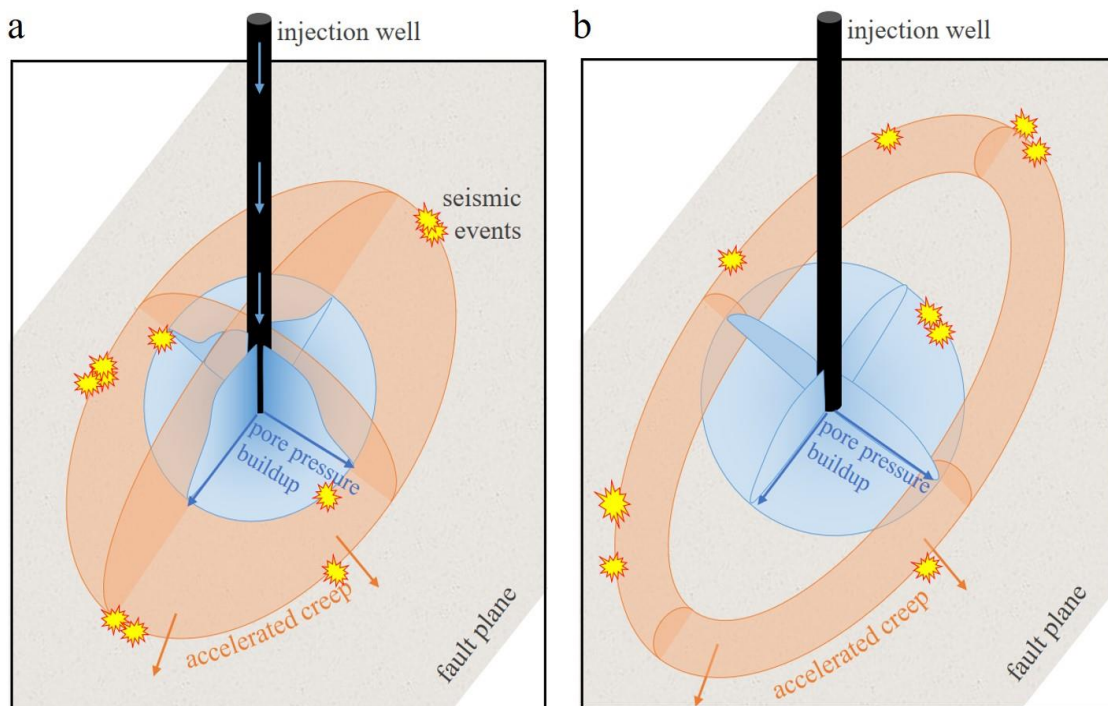 a
injection well
seismic
events
pore pressure
buildup
accelerated creep
fault plane
b
injection well
pore pressure
buildup
accelerated creep
fault plane